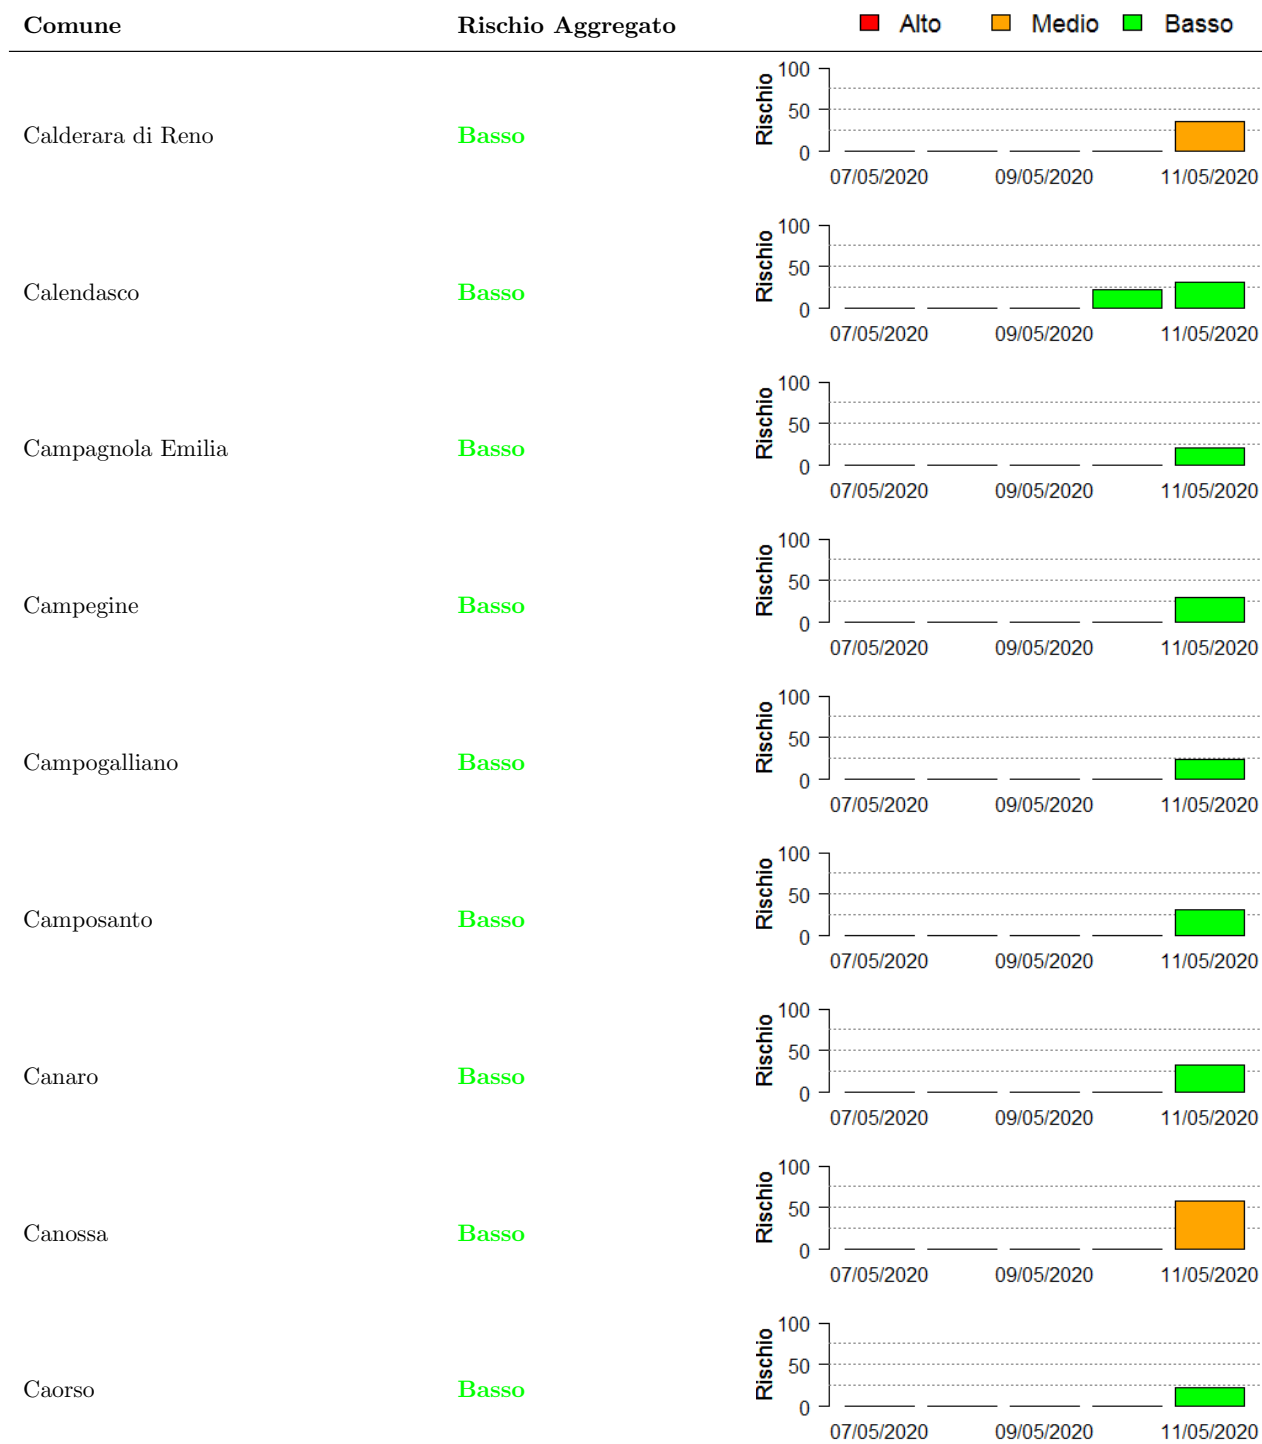 Comune Rischio Aggregato Alto Medio Basso
Calderara di Reno Basso Rischio 100 50 0
07/05/2020 09/05/2020 11/05/2020
Calendasco Basso Rischio 100 50 0
07/05/2020 09/05/2020 11/05/2020
Campagnola Emilia Basso Rischio 100 50 0
07/05/2020 09/05/2020 11/05/2020
Campegine Basso Rischio 100 50 0
07/05/2020 09/05/2020 11/05/2020
Campogalliano Basso Rischio 100 50 0
07/05/2020 09/05/2020 11/05/2020
Camposanto Basso Rischio 100 50 0
07/05/2020 09/05/2020 11/05/2020
Canaro Basso Rischio 100 50 0
07/05/2020 09/05/2020 11/05/2020
Canossa Basso Rischio 100 50 0
07/05/2020 09/05/2020 11/05/2020
Caorso Basso Rischio 100 50 0
07/05/2020 09/05/2020 11/05/2020